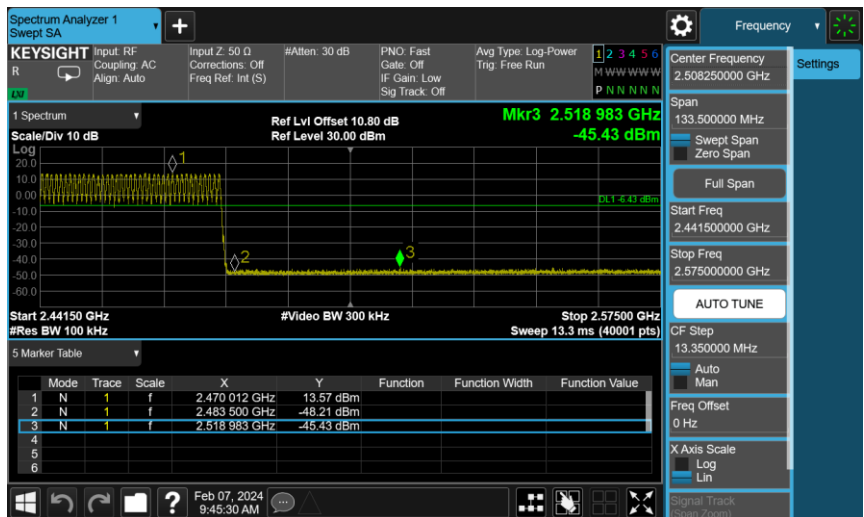 Spectrum Analyzer 1
Swept SA
+
Frequency
KEYSIGHT
R
LXI
Input: RF
Coupling: AC
Align: Auto
Input Z: 50 Ω
Corrections: Off
Freq Ref: Int (S)
#Atten: 30 dB
PNO: Fast
Gate: Off
IF Gain: Low
Sig Track: Off
Avg Type: Log-Power
Trig: Free Run
1 2 3 4 5 6
M W W W W W
P N N N N N
1 Spectrum
Scale/Div 10 dB
Ref Lvl Offset 10.80 dB
Ref Level 30.00 dBm
Mkr3 2.518 983 GHz
-45.43 dBm
Log
20.0
10.0
0.00
-10.0
-20.0
-30.0
-40.0
-50.0
-60.0
1
2
3
DL1 -6.43 dBm
Start 2.44150 GHz
#Res BW 100 kHz
#Video BW 300 kHz
Stop 2.57500 GHz
Sweep 13.3 ms (40001 pts)
5 Marker Table
Mode Trace Scale X Y Function Function Width Function Value
1 N 1 f 2.470 012 GHz 13.57 dBm
2 N 1 f 2.483 500 GHz -48.21 dBm
3 N 1 f 2.518 983 GHz -45.43 dBm
4
5
6
?
Feb 07, 2024
9:45:30 AM
Center Frequency
2.508250000 GHz
Span
133.500000 MHz
Swept Span
Zero Span
Full Span
Start Freq
2.441500000 GHz
Stop Freq
2.575000000 GHz
AUTO TUNE
CF Step
13.350000 MHz
Auto
Man
Freq Offset
0 Hz
X Axis Scale
Log
Lin
Signal Track
(Span Zoom)
Settings